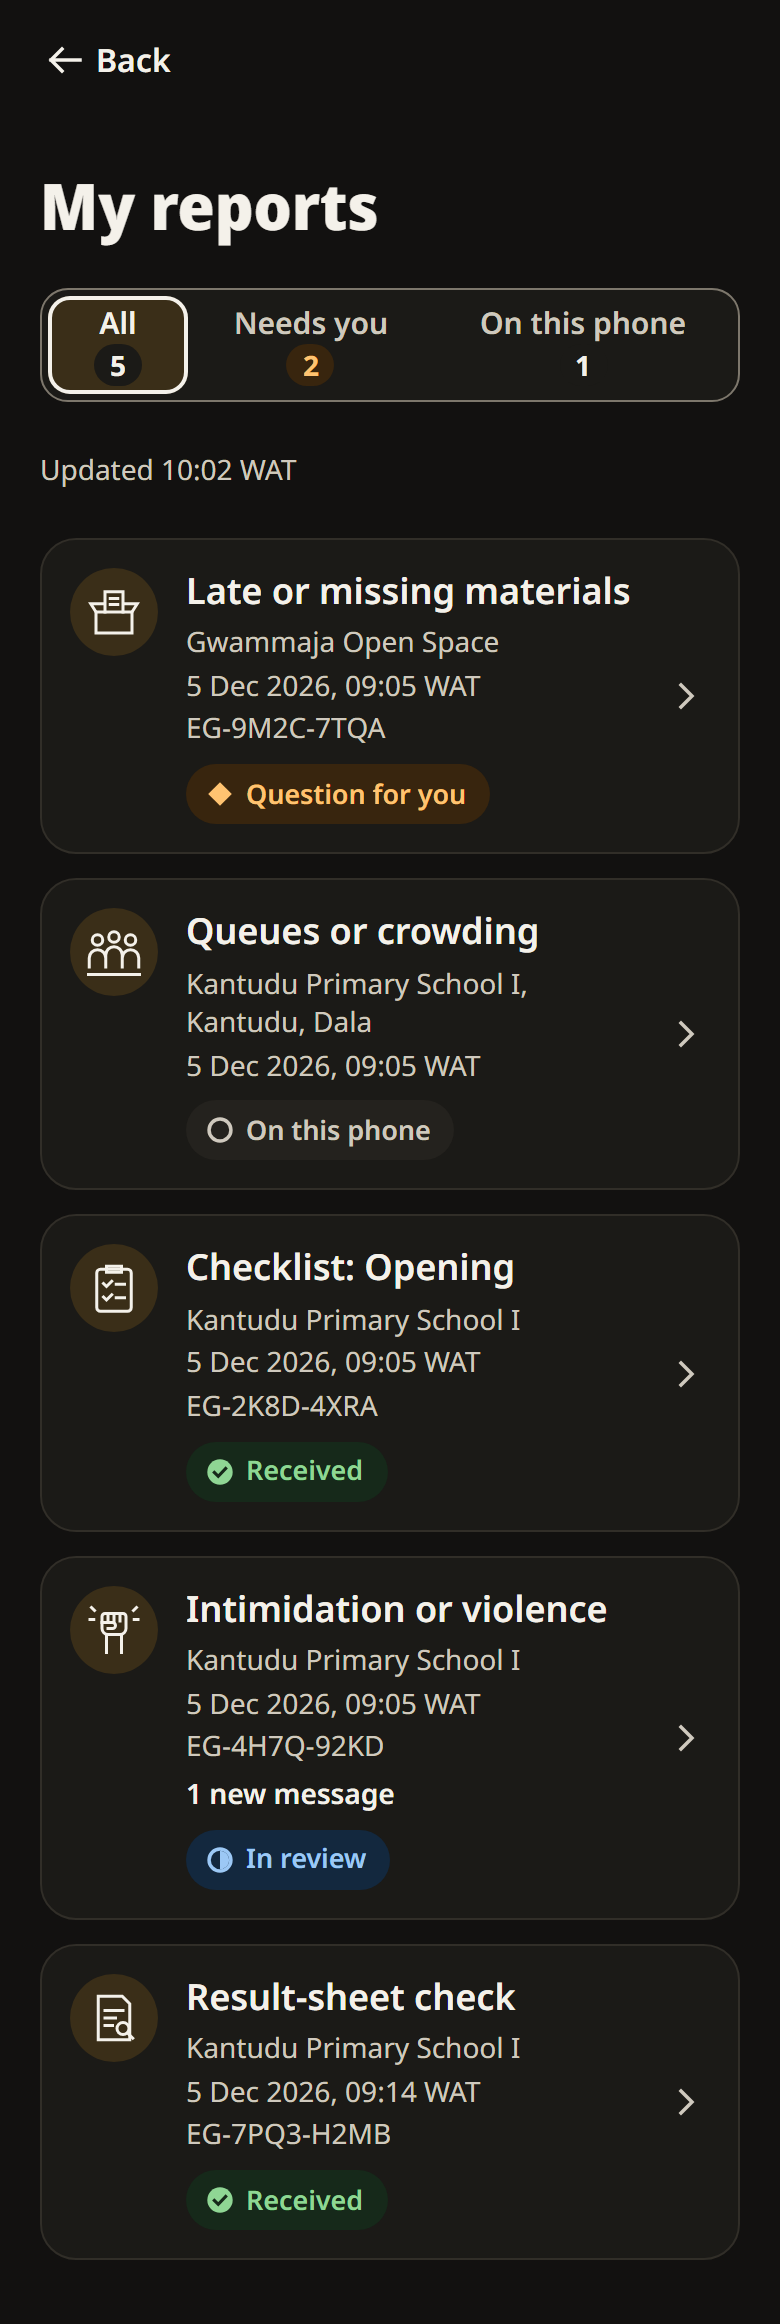 Back
My reports
All
5
Needs you
2
On this phone
1
Updated 10:02 WAT
Late or missing materials
Gwammaja Open Space
5 Dec 2026, 09:05 WAT
EG-9M2C-7TQA
Question for you
Queues or crowding
Kantudu Primary School I,
Kantudu, Dala
5 Dec 2026, 09:05 WAT
On this phone
Checklist: Opening
Kantudu Primary School I
5 Dec 2026, 09:05 WAT
EG-2K8D-4XRA
Received
Intimidation or violence
Kantudu Primary School I
5 Dec 2026, 09:05 WAT
EG-4H7Q-92KD
1 new message
In review
Result-sheet check
Kantudu Primary School I
5 Dec 2026, 09:14 WAT
EG-7PQ3-H2MB
Received